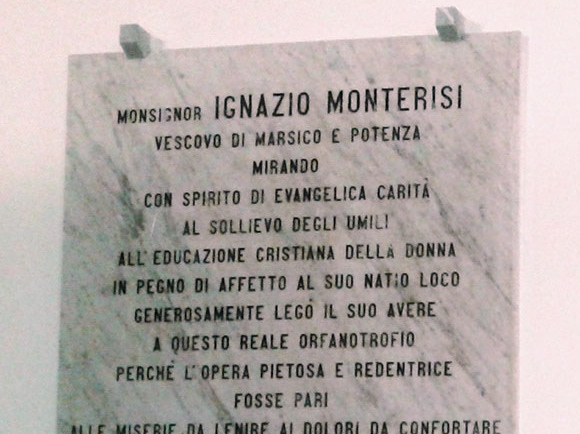 MONSIGNOR IGNAZIO MONTERISI
VESCOVO DI MARSICO E POTENZA
MIRANDO
CON SPIRITO DI EVANGELICA CARITÀ
AL SOLLIEVO DEGLI UMILI
ALL'EDUCAZIONE CRISTIANA DELLA DONNA
IN PEGNO DI AFFETTO AL SUO NATIO LOCO
GENEROSAMENTE LEGÒ IL SUO AVERE
A QUESTO REALE ORFANOTROFIO
PERCHÈ L'OPERA PIETOSA E REDENTRICE
FOSSE PARI
ALLE MISERIE DA LENIRE AI DOLORI DA CONFORTARE